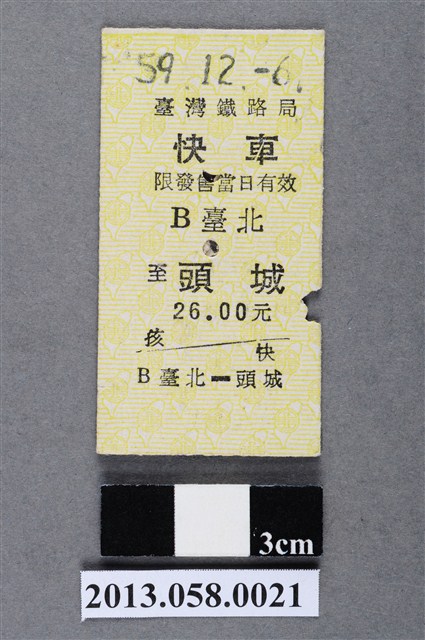 59.12.-6.
臺灣鐵路局
快車
限發售當日有效
B臺北
至頭城
26.00元
孩
快
B臺北━頭城
3cm
2013.058.0021